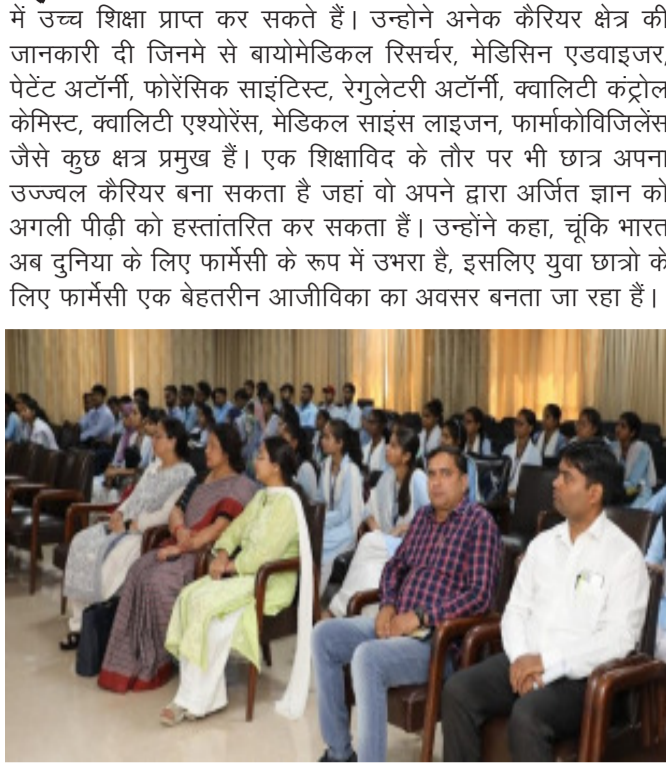 में उच्च शिक्षा प्राप्त कर सकते हैं। उन्होने अनेक कैरियर क्षेत्र की
जानकारी दी जिनमे से बायोमेडिकल रिसर्चर, मेडिसिन एडवाइजर,
पेटेंट अटॉर्नी, फोरेंसिक साइंटिस्ट, रेगुलेटरी अटॉर्नी, क्वालिटी कंट्रोल
केमिस्ट, क्वालिटी एश्योरेंस, मेडिकल साइंस लाइजन, फार्माकोविजिलेंस
जैसे कुछ क्षत्र प्रमुख हैं। एक शिक्षाविद के तौर पर भी छात्र अपना
उज्ज्वल कैरियर बना सकता है जहां वो अपने द्वारा अर्जित ज्ञान को
अगली पीढ़ी को हस्तांतरित कर सकता हैं। उन्होंने कहा, चूंकि भारत
अब दुनिया के लिए फार्मेसी के रूप में उभरा है, इसलिए युवा छात्रो के
लिए फार्मेसी एक बेहतरीन आजीविका का अवसर बनता जा रहा हैं।